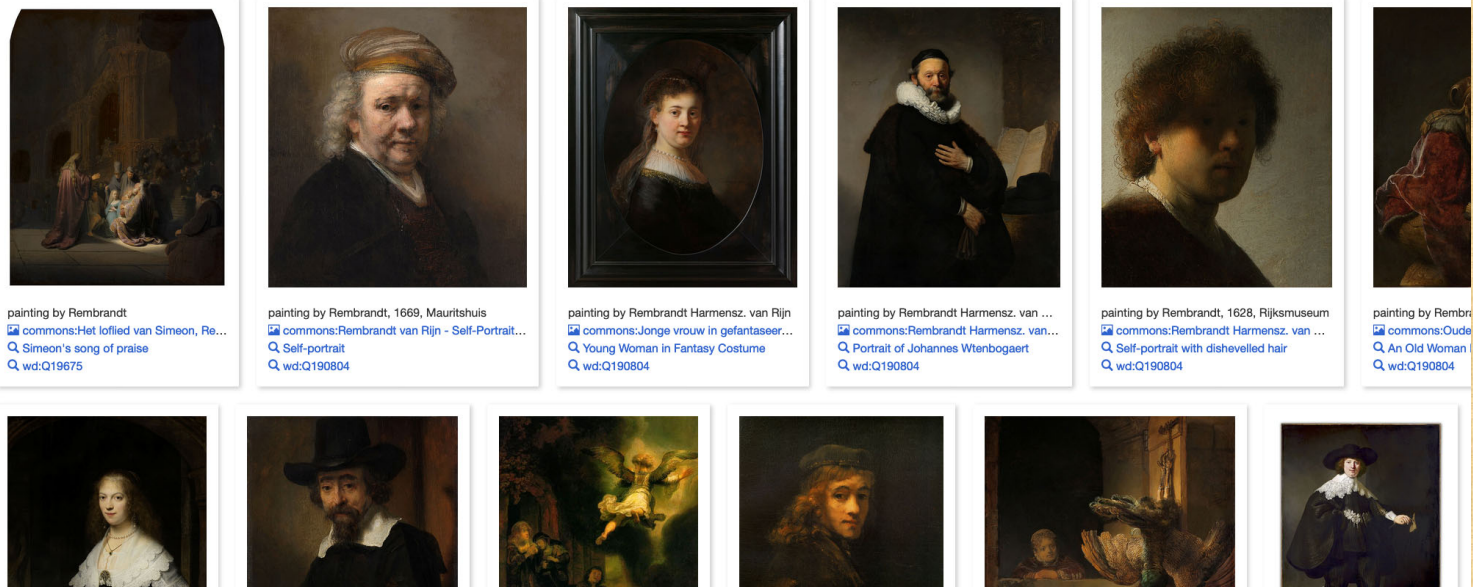 painting by Rembrandt
commons:Het loflied van Simeon, Re...
Simeon's song of praise
wd:Q19675
painting by Rembrandt, 1669, Mauritshuis
commons:Rembrandt van Rijn - Self-Portrait...
Self-portrait
wd:Q190804
painting by Rembrandt Harmensz. van Rijn
commons:Jonge vrouw in gefantaseer...
Young Woman in Fantasy Costume
wd:Q190804
painting by Rembrandt Harmensz. van ...
commons:Rembrandt Harmensz. van...
Portrait of Johannes Wtenbogaert
wd:Q190804
painting by Rembrandt, 1628, Rijksmuseum
commons:Rembrandt Harmensz. van ...
Self-portrait with dishevelled hair
wd:Q190804
painting by Rembra
commons:Oude
An Old Woman
wd:Q190804